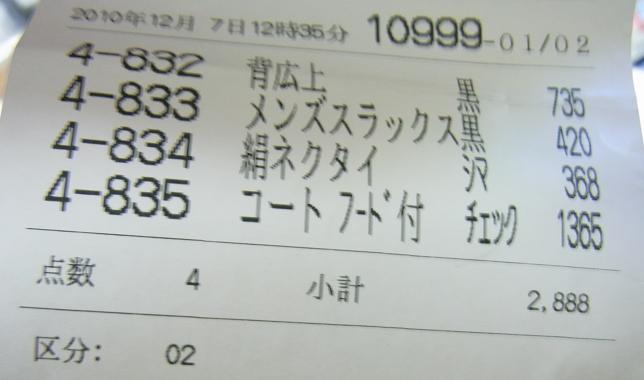 2010年12月 7日12時35分 10999-01/02
4-832 背広上 黒 735
4-833 メンズスラックス黒 420
4-834 絹ネクタイ ｼﾏ 368
4-835 コート ﾌｰﾄﾞ付 ﾁｪｯｸ 1365
点数 4 小計 2,888
区分: 02